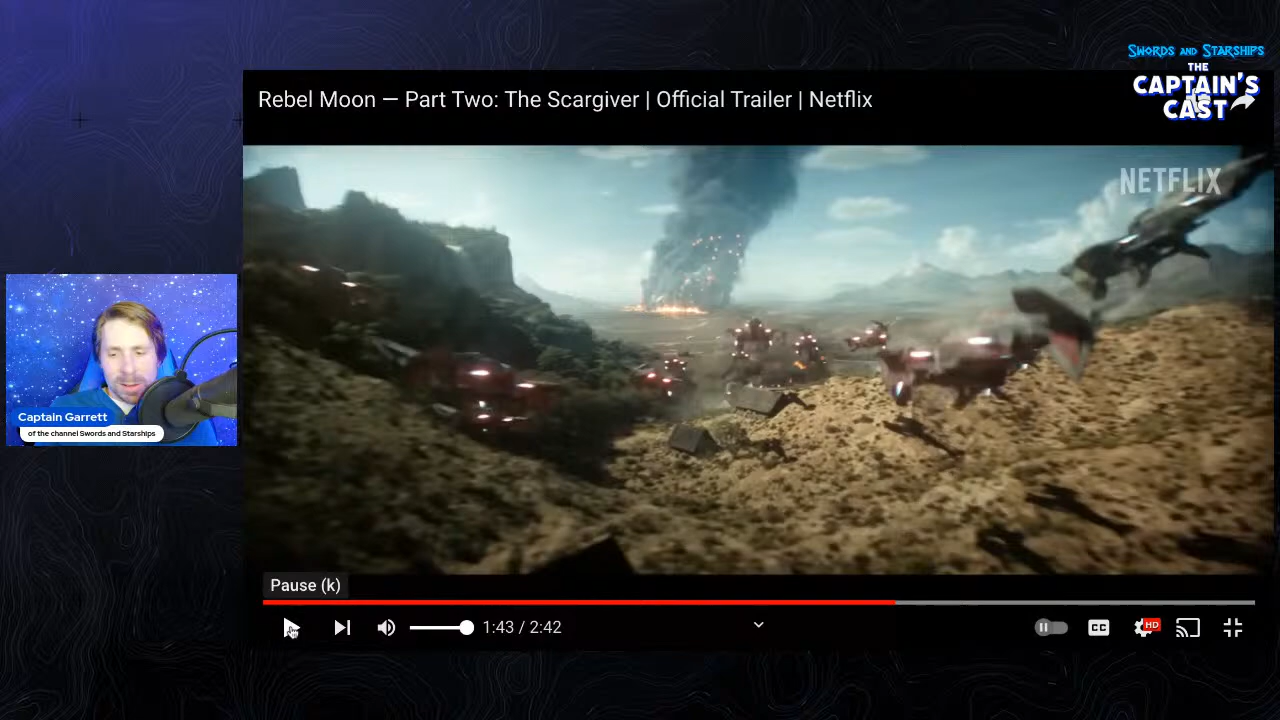 SWORDS AND STARSHIPS
THE
CAPTAIN'S
CAST
Rebel Moon — Part Two: The Scargiver | Official Trailer | Netflix
NETFLIX
Captain Garrett
of the channel Swords and Starships
Pause (k)
1:43 / 2:42
CC
HD